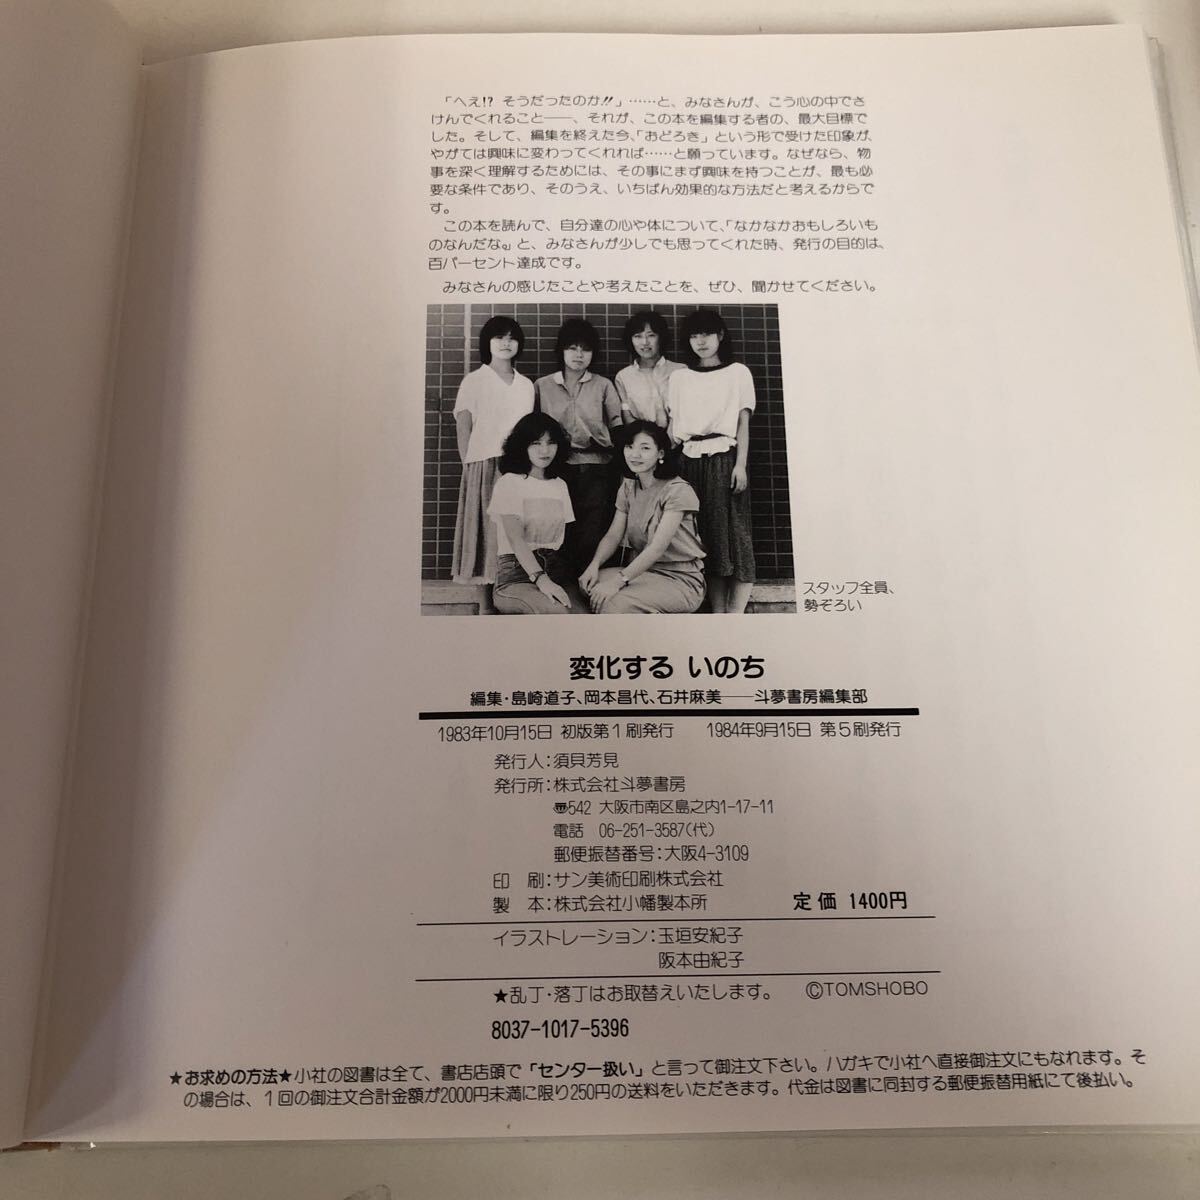 「へえ!? そうだったのか!!」……と、みなさんが、こう心の中でさ
けんでくれること――、それが、この本を編集する者の、最大目標で
した。そして、編集を終えた今、「おどろき」という形で受けた印象が、
やがては興味に変わってくれれば……と願っています。なぜなら、物
事を深く理解するためには、その事にまず興味を持つことが、最も必
要な条件であり、そのうえ、いちばん効果的な方法だと考えるからで
す。
この本を読んで、自分達の心や体について、「なかなかおもしろいも
のなんだな。」と、みなさんが少しでも思ってくれた時、発行の目的は、
百パーセント達成です。
みなさんの感じたことや考えたことを、ぜひ、聞かせてください。
スタッフ全員、
勢ぞろい
変化する いのち
編集・島崎道子、岡本昌代、石井麻美――斗夢書房編集部
1983年10月15日 初版第1刷発行 1984年9月15日 第5刷発行
発行人:須貝芳見
発行所:株式会社斗夢書房
〠542 大阪市南区島之内1-17-11
電話 06-251-3587(代)
郵便振替番号:大阪4-3109
印 刷:サン美術印刷株式会社
製 本:株式会社小幡製本所 定価 1400円
イラストレーション:玉垣安紀子
阪本由紀子
★乱丁・落丁はお取替えいたします。 ©TOMSHOBO
8037-1017-5396
★お求めの方法★小社の図書は全て、書店店頭で「センター扱い」と言って御注文下さい。ハガキで小社へ直接御注文にもなれます。そ
の場合は、1回の御注文合計金額が2000円未満に限り250円の送料をいただきます。代金は図書に同封する郵便振替用紙にて後払い。